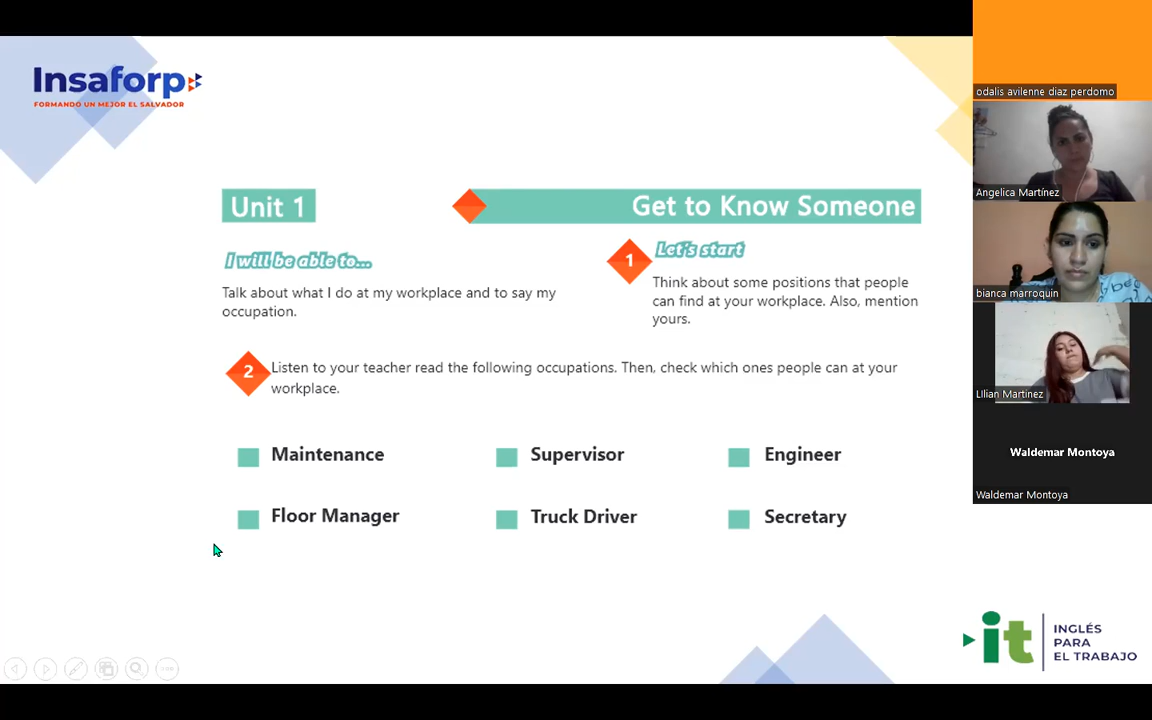 Insaforp
FORMANDO UN MEJOR EL SALVADOR
Unit 1
Get to Know Someone
I will be able to...
Talk about what I do at my workplace and to say my
occupation.
1
Let's start
Think about some positions that people
can find at your workplace. Also, mention
yours.
2
Listen to your teacher read the following occupations. Then, check which ones people can at your
workplace.
Maintenance
Supervisor
Engineer
Floor Manager
Truck Driver
Secretary
it
INGLÉS
PARA
EL TRABAJO
odalis avilenne diaz perdomo
Angelica Martínez
bianca marroquin
LIlian Martinez
Waldemar Montoya
Waldemar Montoya